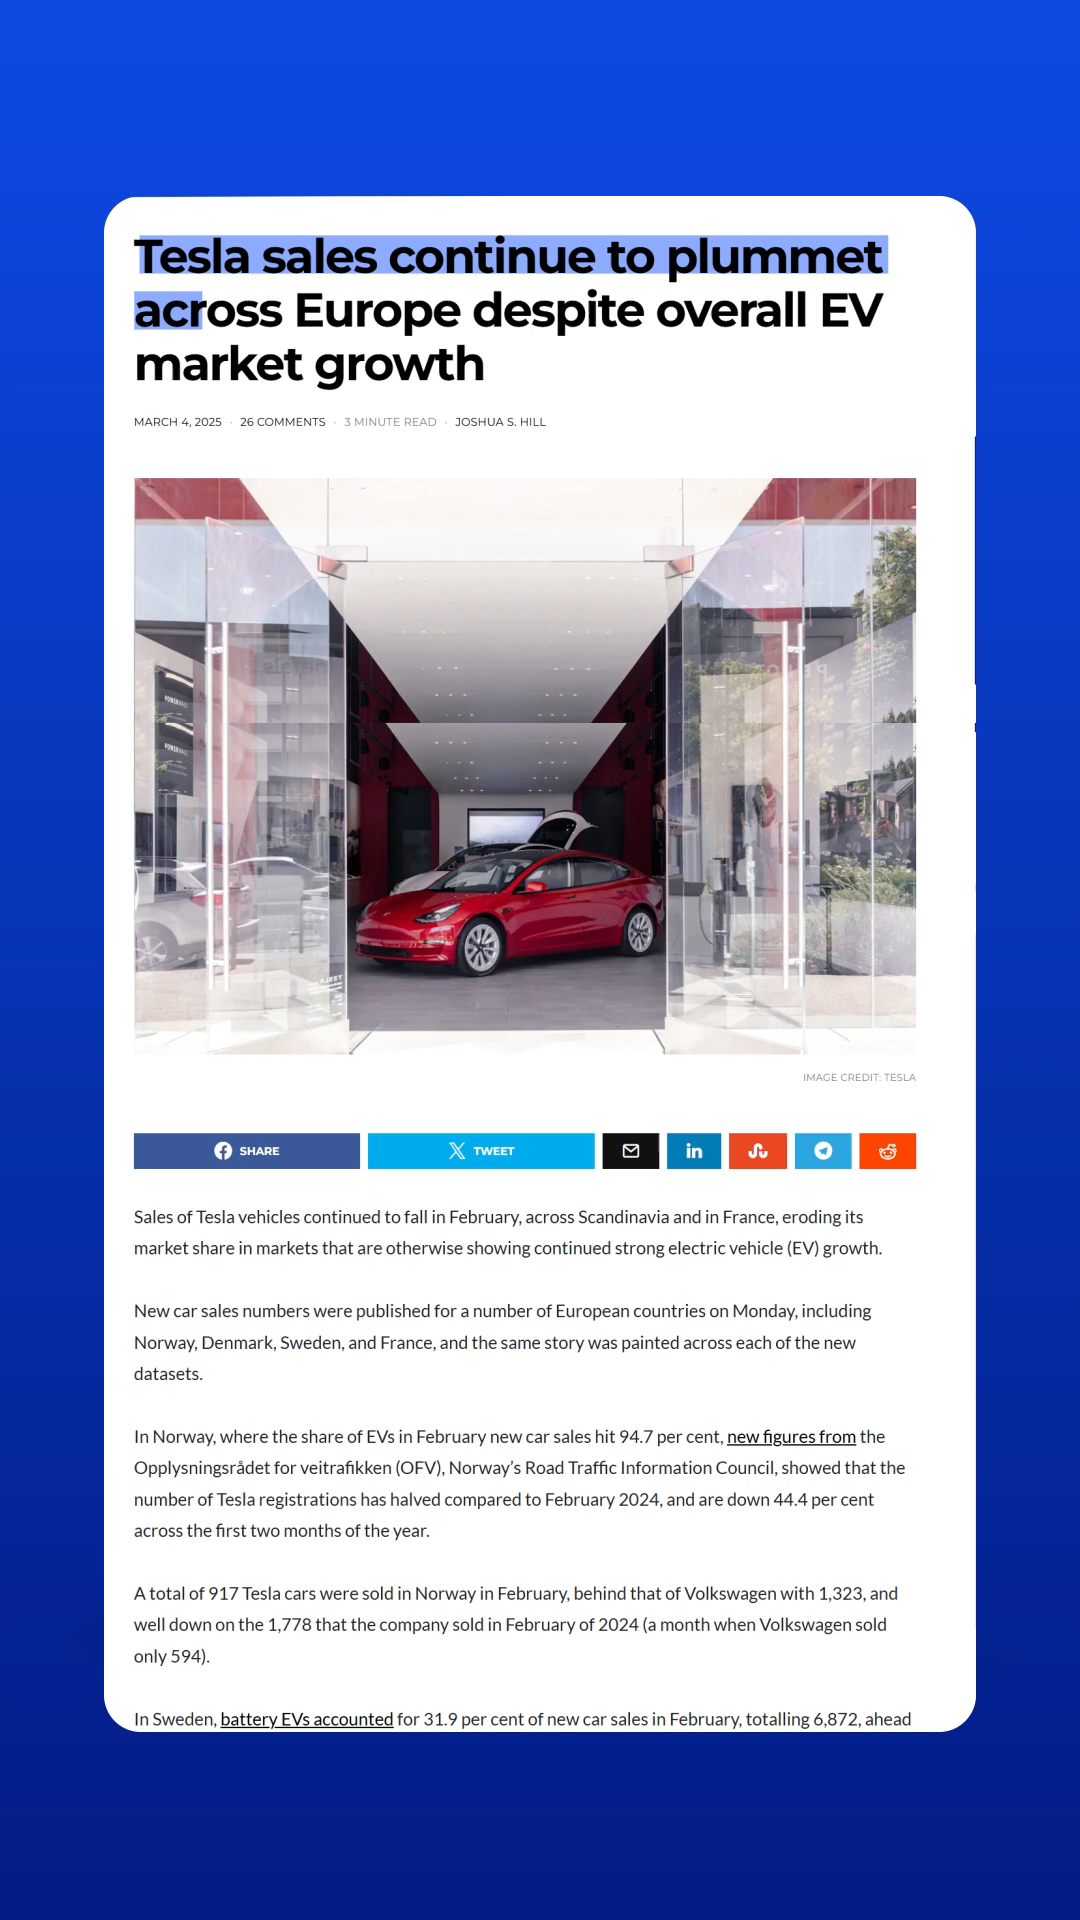 Tesla sales continue to plummet
across Europe despite overall EV
market growth
MARCH 4, 2025 · 26 COMMENTS · 3 MINUTE READ · JOSHUA S. HILL
POWERWALL
POWERWALL
IMAGE CREDIT: TESLA
SHARE
TWEET
in
Sales of Tesla vehicles continued to fall in February, across Scandinavia and in France, eroding its
market share in markets that are otherwise showing continued strong electric vehicle (EV) growth.
New car sales numbers were published for a number of European countries on Monday, including
Norway, Denmark, Sweden, and France, and the same story was painted across each of the new
datasets.
In Norway, where the share of EVs in February new car sales hit 94.7 per cent, new figures from the
Opplysningsrådet for veitrafikken (OFV), Norway’s Road Traffic Information Council, showed that the
number of Tesla registrations has halved compared to February 2024, and are down 44.4 per cent
across the first two months of the year.
A total of 917 Tesla cars were sold in Norway in February, behind that of Volkswagen with 1,323, and
well down on the 1,778 that the company sold in February of 2024 (a month when Volkswagen sold
only 594).
In Sweden, battery EVs accounted for 31.9 per cent of new car sales in February, totalling 6,872, ahead